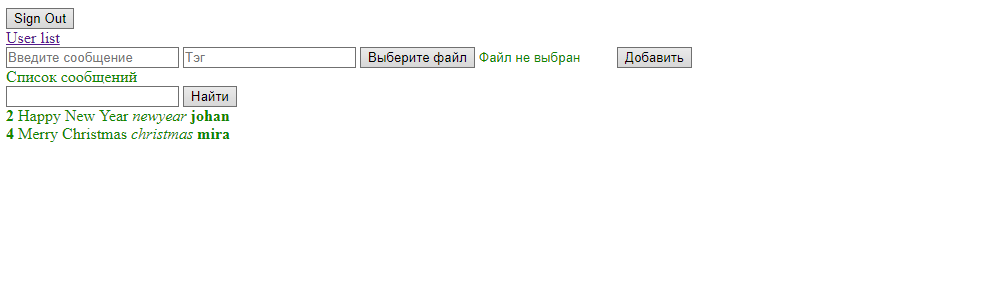 Sign Out
User list
Введите сообщение Тэг Выберите файл Файл не выбран Добавить
Список сообщений
Найти
2 Happy New Year newyear johan
4 Merry Christmas christmas mira